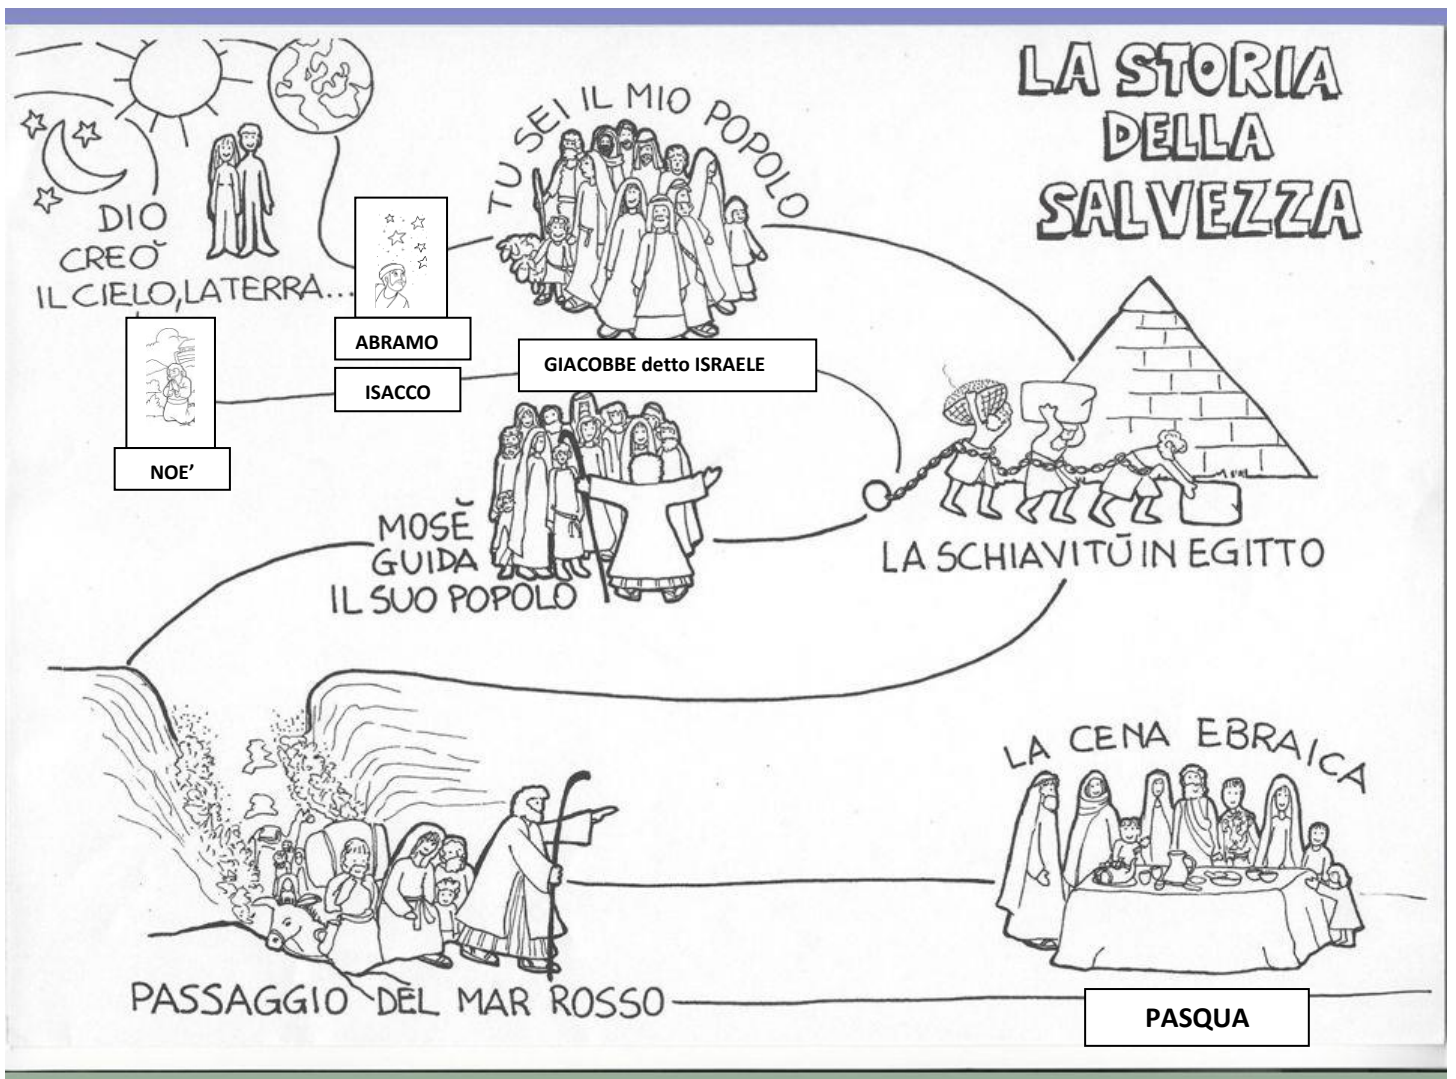 LA STORIA
DELLA
SALVEZZA
DIO
CREÒ
IL CIELO, LA TERRA...
NOE'
ABRAMO
ISACCO
TU SEI IL MIO POPOLO
GIACOBBE detto ISRAELE
LA SCHIAVITÙ IN EGITTO
MOSÈ
GUIDA
IL SUO POPOLO
PASSAGGIO DEL MAR ROSSO
LA CENA EBRAICA
PASQUA